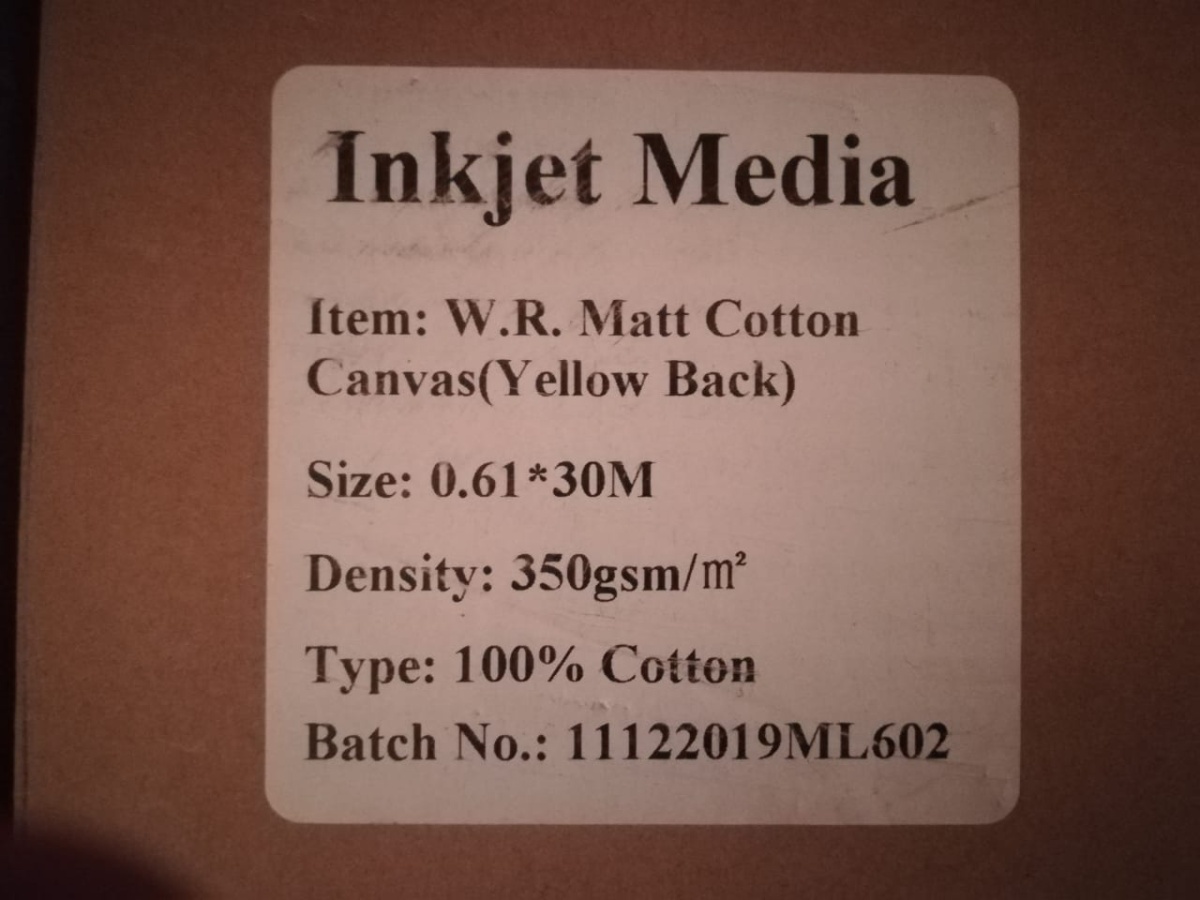 Inkjet Media
Item: W.R. Matt Cotton
Canvas(Yellow Back)
Size: 0.61*30M
Density: 350gsm/m²
Type: 100% Cotton
Batch No.: 11122019ML602